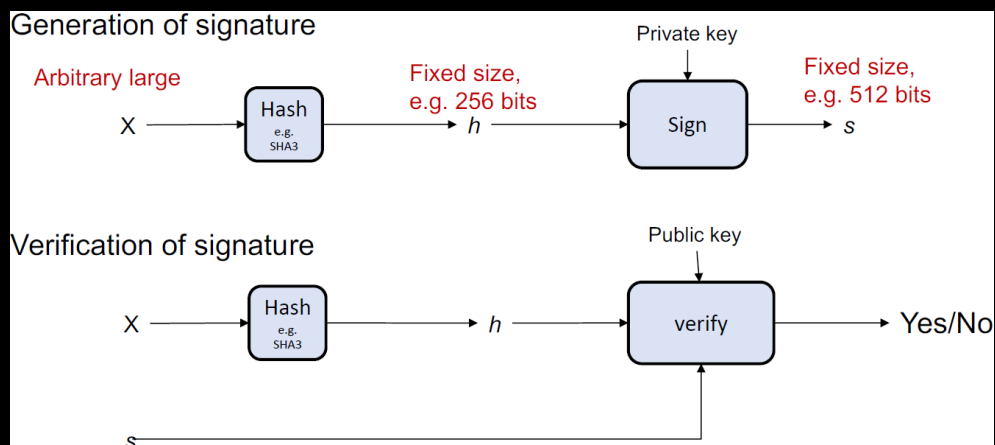 Generation of signature
Private key
Arbitrary large
Fixed size,
e.g. 256 bits
Fixed size,
e.g. 512 bits
X
Hash
e.g.
SHA3
h
Sign
s
Verification of signature
Public key
X
Hash
e.g.
SHA3
h
verify
Yes/No
s